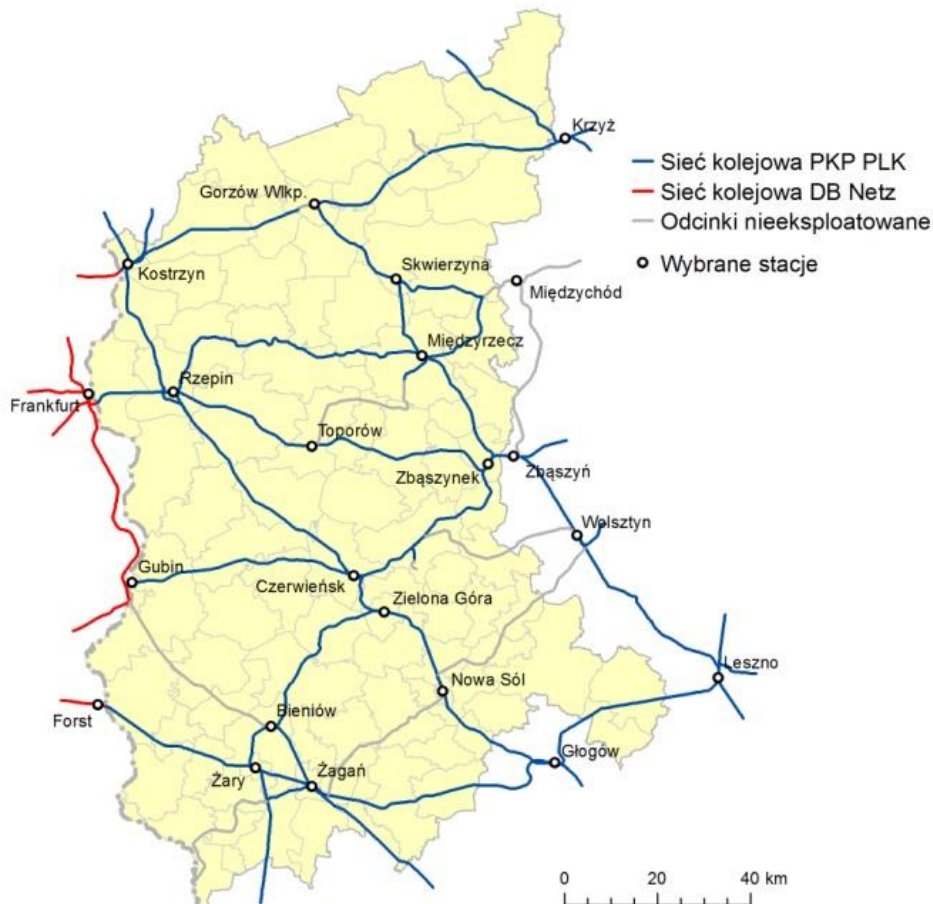 Krzyż
Sieć kolejowa PKP PLK
Sieć kolejowa DB Netz
Odcinki nieeksploatowane
Wybrane stacje
Gorzów Wlkp.
Kostrzyn
Skwierzyna
Międzychód
Międzyrzecz
Rzepin
Frankfurt
Toporów
Zbąszynek
Zbąszyń
Wolsztyn
Gubin
Czerwieńsk
Zielona Góra
Leszno
Nowa Sól
Forst
Bieniów
Głogów
Żary
Żagań
0 20 40 km